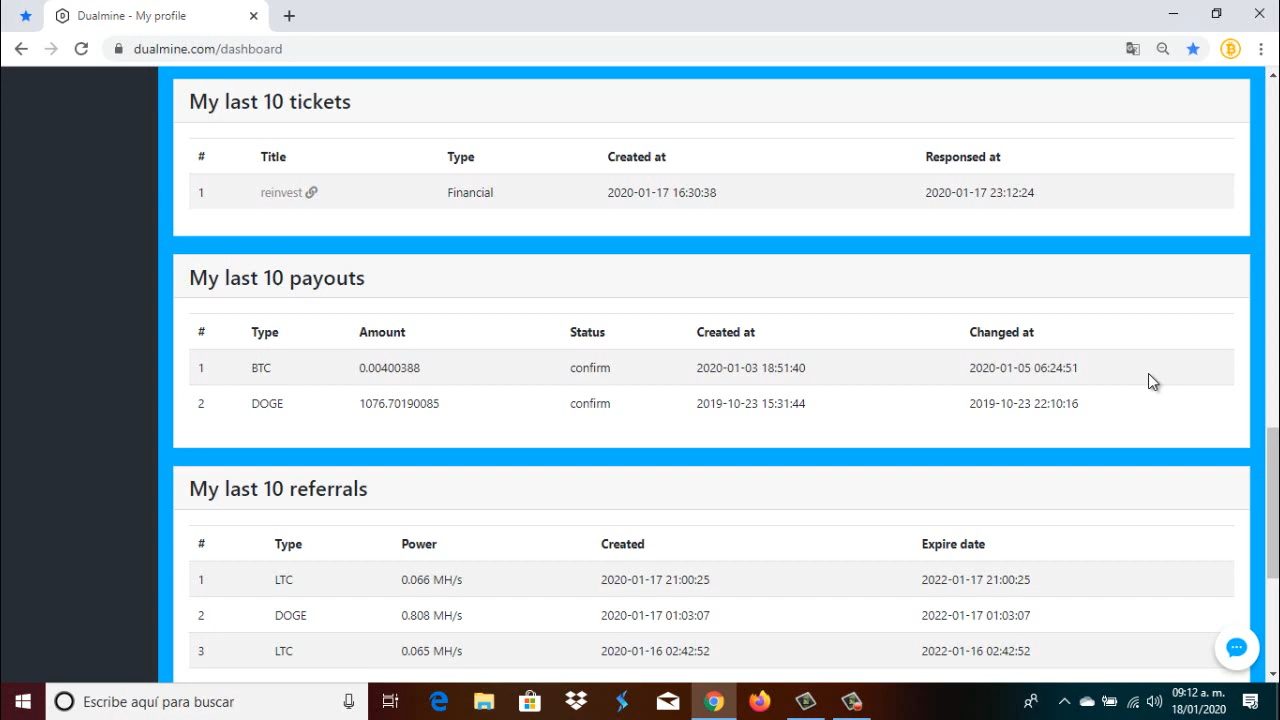 Dualmine - My profile
dualmine.com/dashboard
My last 10 tickets
# Title Type Created at Responsed at
1 reinvest Financial 2020-01-17 16:30:38 2020-01-17 23:12:24
My last 10 payouts
# Type Amount Status Created at Changed at
1 BTC 0.00400388 confirm 2020-01-03 18:51:40 2020-01-05 06:24:51
2 DOGE 1076.70190085 confirm 2019-10-23 15:31:44 2019-10-23 22:10:16
My last 10 referrals
# Type Power Created Expire date
1 LTC 0.066 MH/s 2020-01-17 21:00:25 2022-01-17 21:00:25
2 DOGE 0.808 MH/s 2020-01-17 01:03:07 2022-01-17 01:03:07
3 LTC 0.065 MH/s 2020-01-16 02:42:52 2022-01-16 02:42:52
Escribe aquí para buscar
09:12 a. m.
18/01/2020